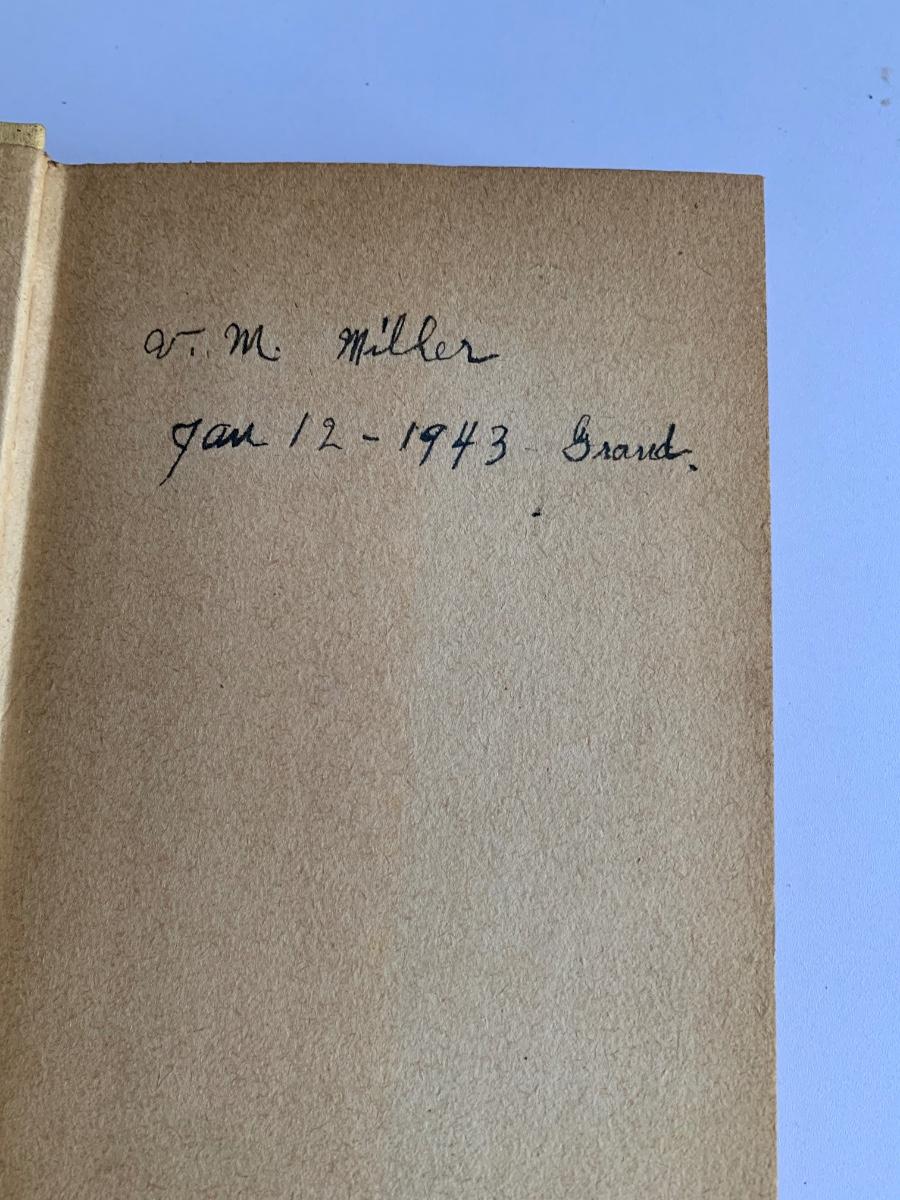 V. M. Miller
Jan 12 - 1943 - Grand.